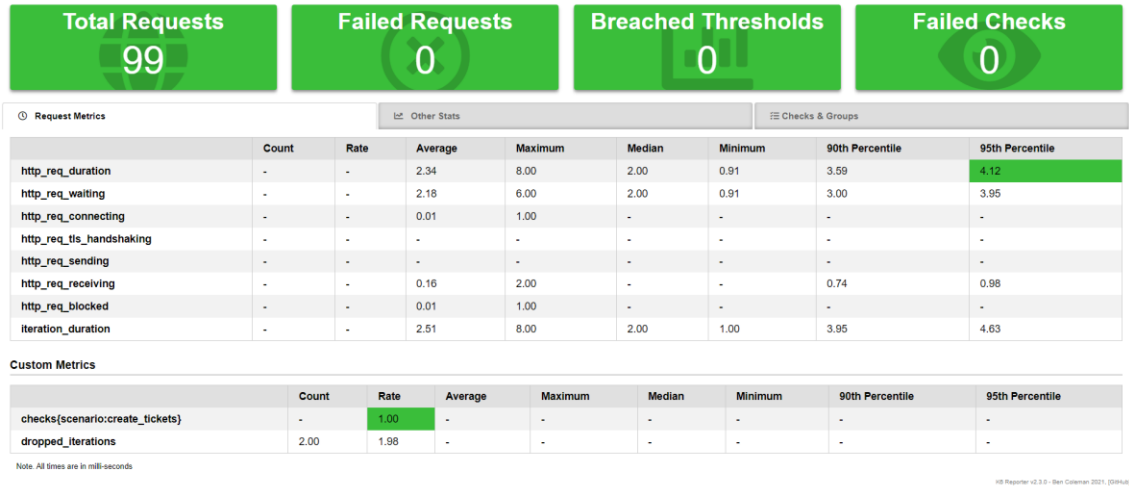 Total Requests Failed Requests Breached Thresholds Failed Checks
99 0 0 0
Request Metrics Other Stats Checks & Groups
Count Rate Average Maximum Median Minimum 90th Percentile 95th Percentile
http_req_duration - - 2.34 8.00 2.00 0.91 3.59 4.12
http_req_waiting - - 2.18 6.00 2.00 0.91 3.00 3.95
http_req_connecting - - 0.01 1.00 - - - -
http_req_tls_handshaking - - - - - - - -
http_req_sending - - - - - - - -
http_req_receiving - - 0.16 2.00 - - 0.74 0.98
http_req_blocked - - 0.01 1.00 - - - -
iteration_duration - - 2.51 8.00 2.00 1.00 3.95 4.63
Custom Metrics
Count Rate Average Maximum Median Minimum 90th Percentile 95th Percentile
checks{scenario:create_tickets} - 1.00 - - - - - -
dropped_iterations 2.00 1.98 - - - - - -
Note. All times are in milli-seconds
K6 Reporter v2.3.0 - Ben Coleman 2021, [GitHub